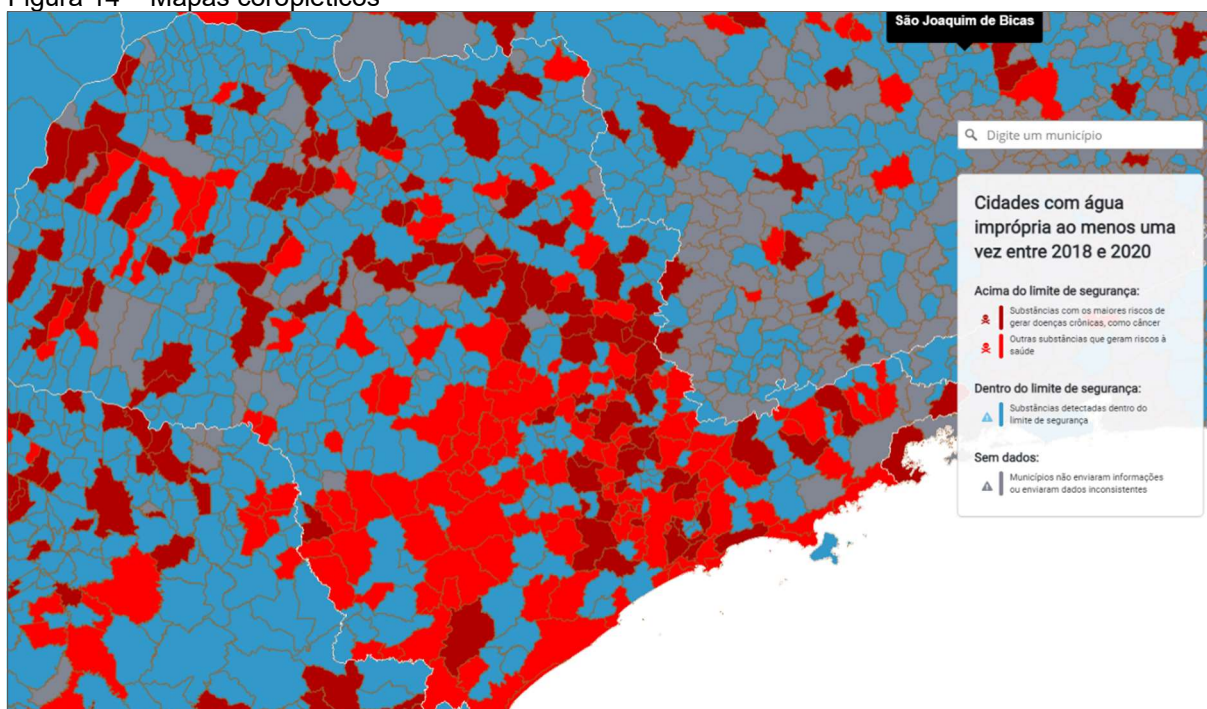 Figura 14 – Mapas coropléticos
São Joaquim de Bicas
Digite um município
Cidades com água
imprópria ao menos uma
vez entre 2018 e 2020
Acima do limite de segurança:
Substâncias com os maiores riscos de
gerar doenças crônicas, como câncer
Outras substâncias que geram riscos à
saúde
Dentro do limite de segurança:
Substâncias detectadas dentro do
limite de segurança
Sem dados:
Municípios não enviaram informações
ou enviaram dados inconsistentes